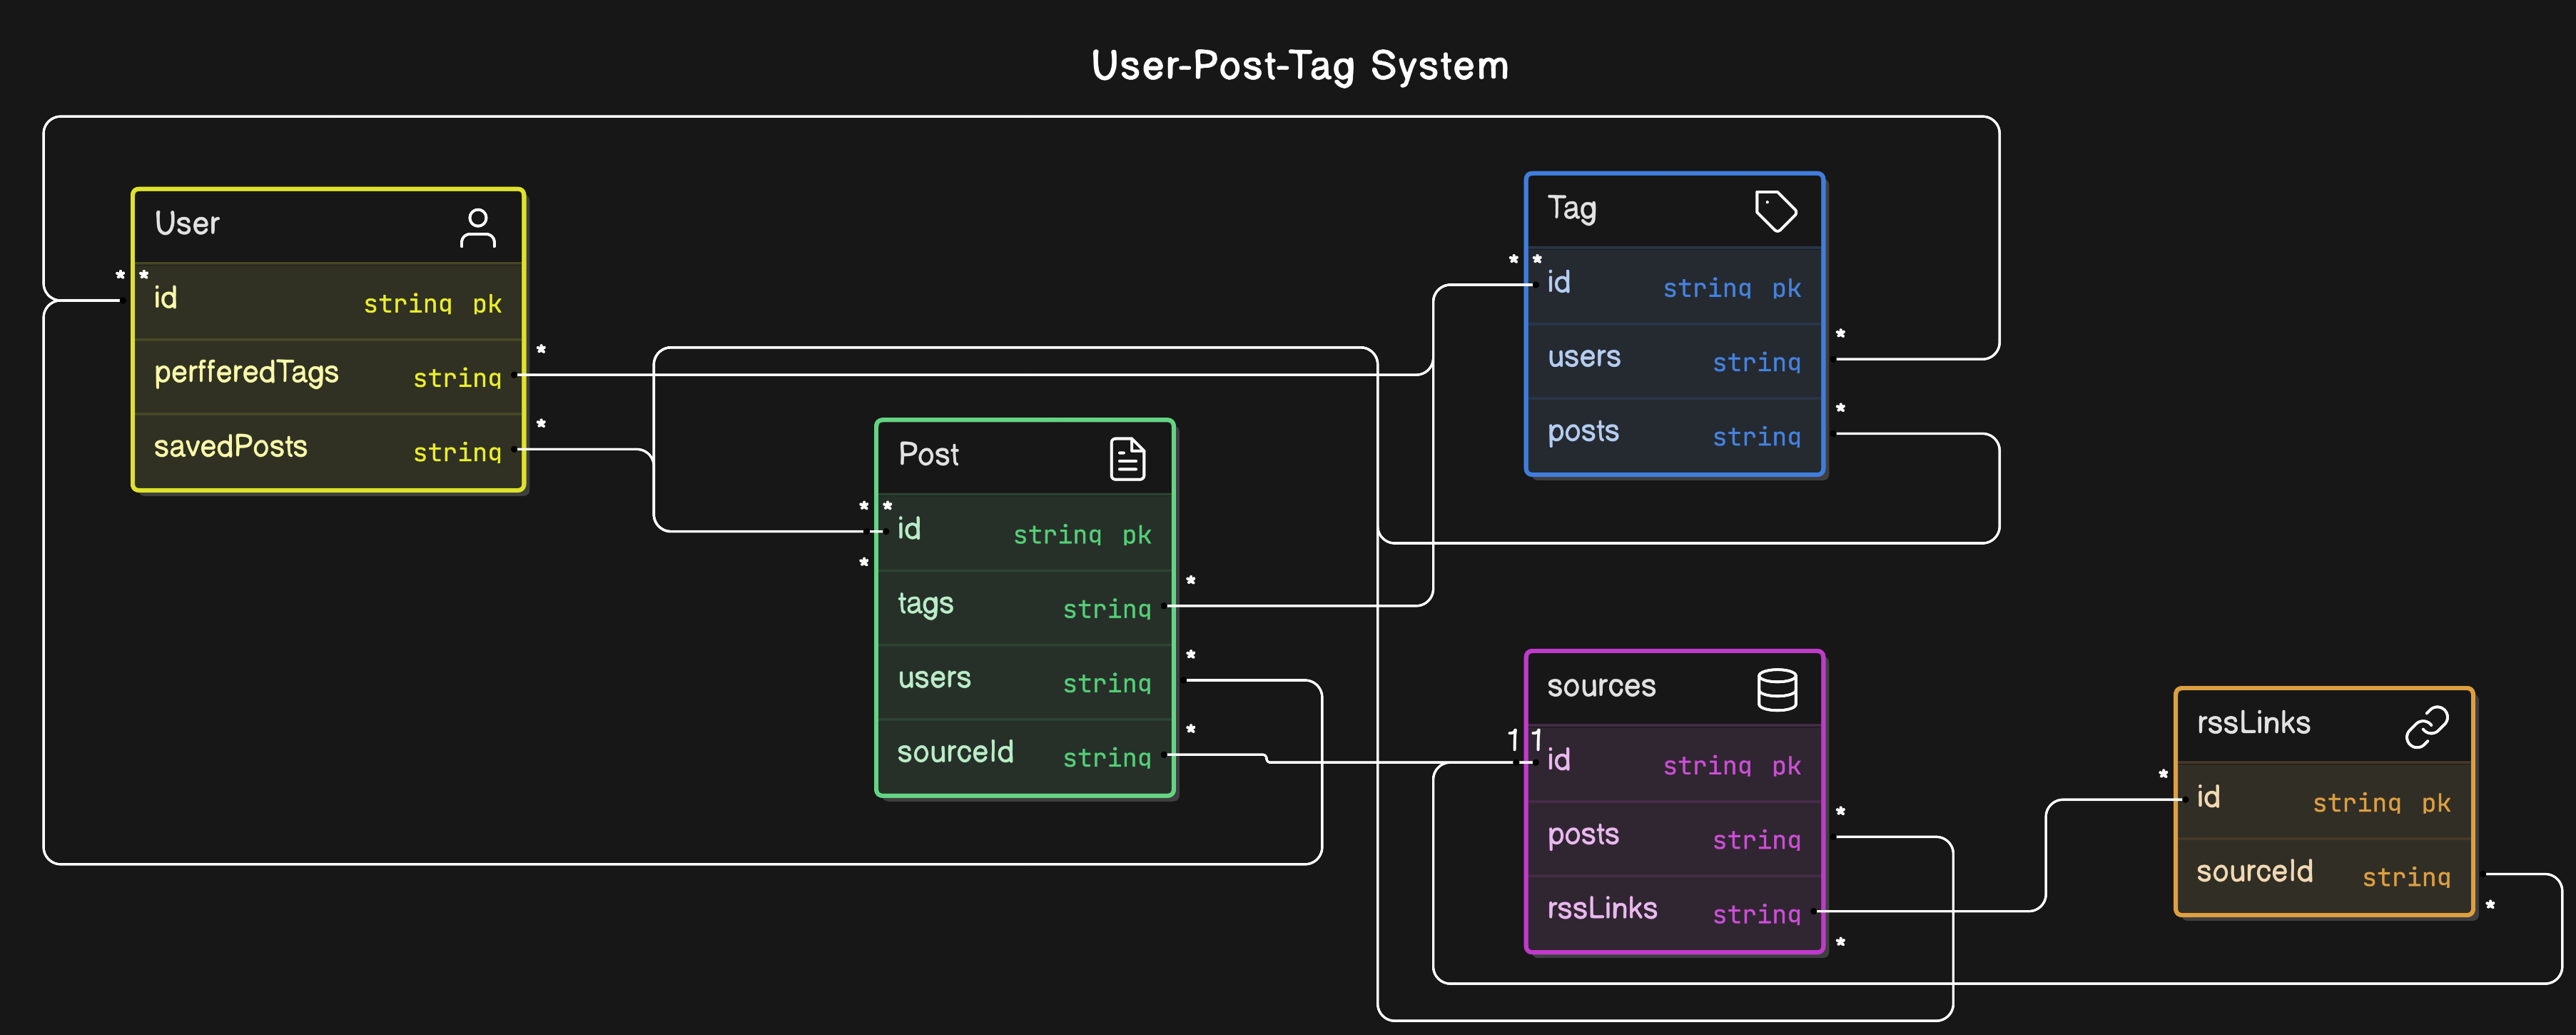 User-Post-Tag System
User
* *
id string pk
*
perfferedTags string
*
savedPosts string
Post
* *
id string pk
*
*
tags string
*
users string
*
sourceId string
Tag
* *
id string pk
*
users string
*
posts string
sources
1 1
id string pk
*
posts string
rssLinks string
*
rssLinks
*
id string pk
sourceId string
*